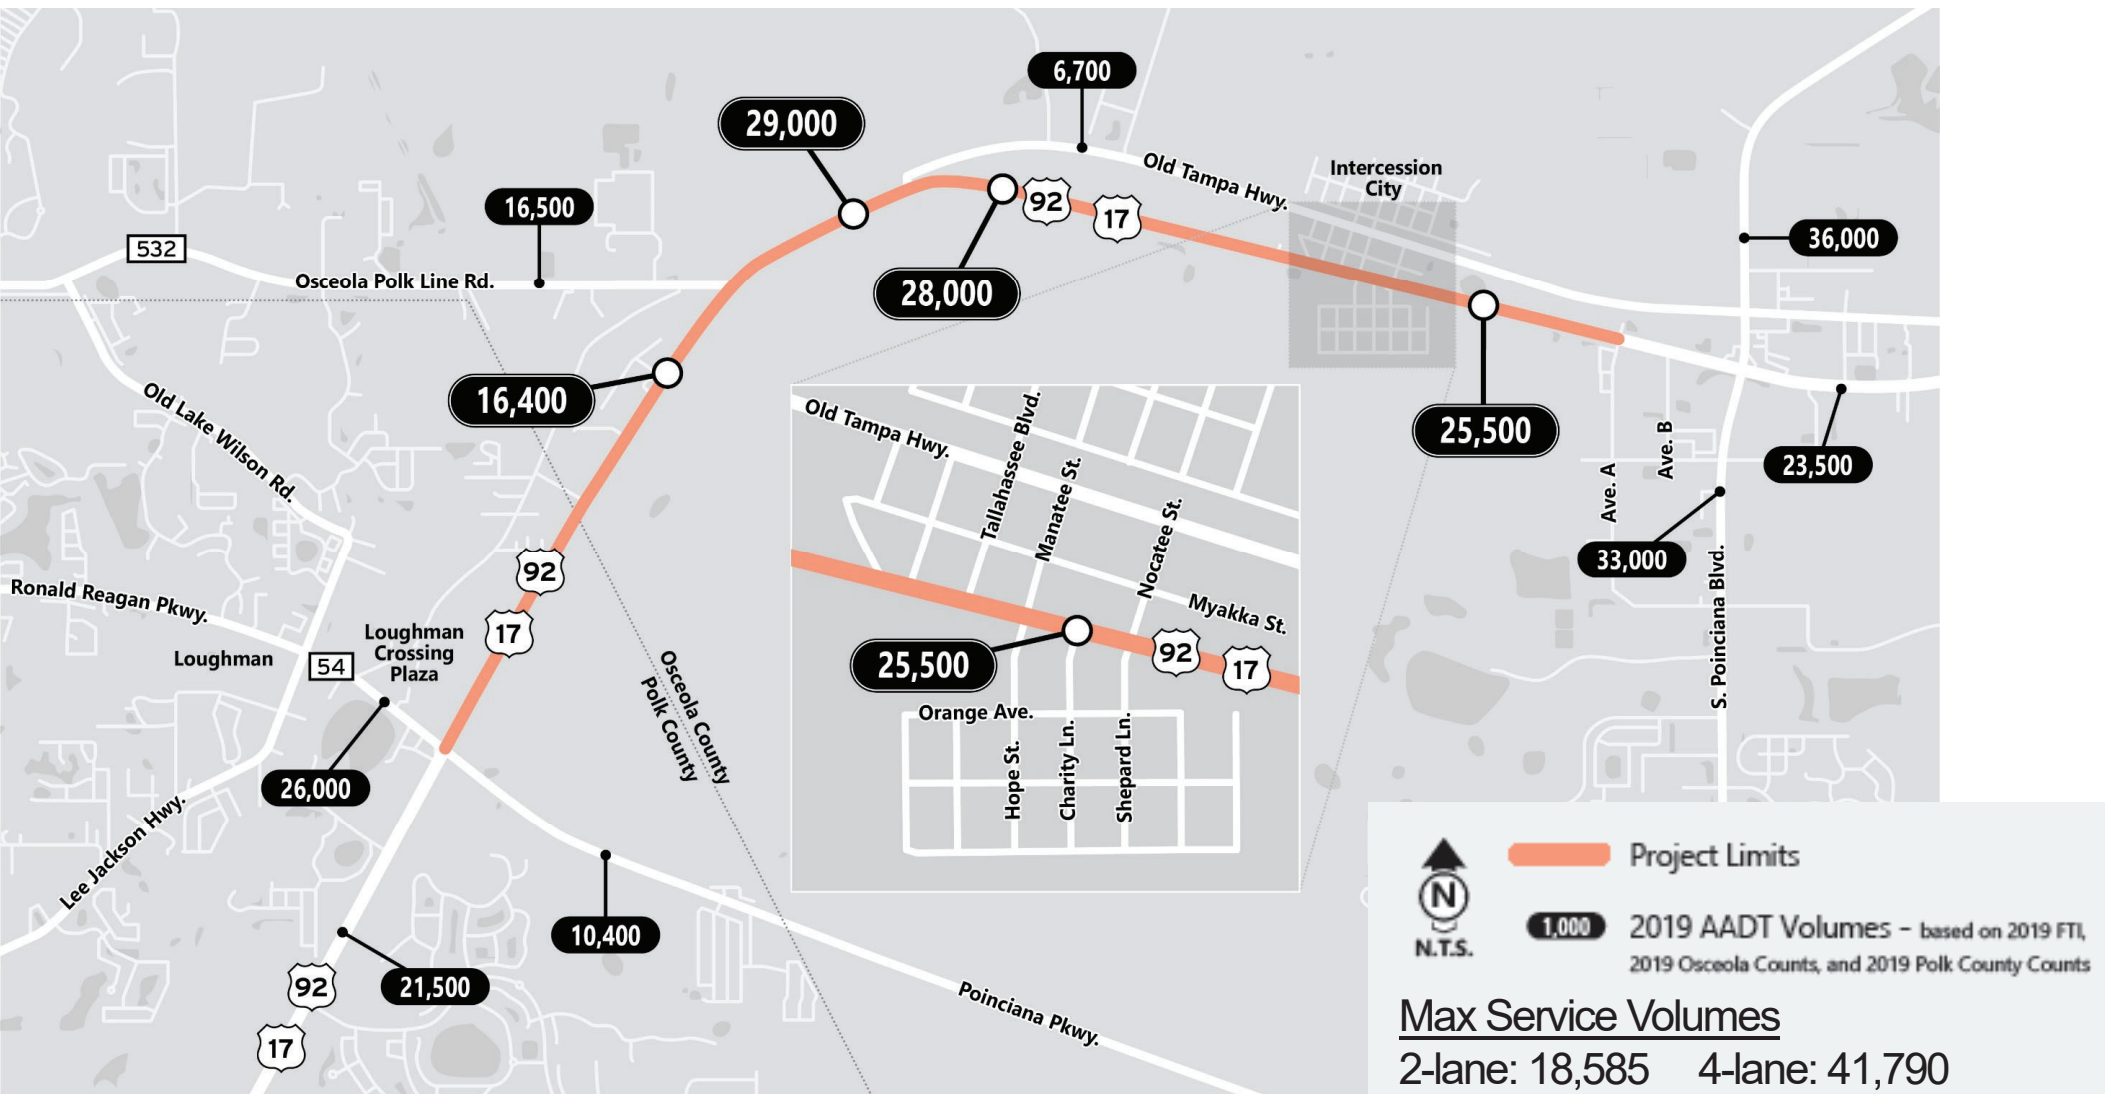 6,700
29,000
Old Tampa Hwy.
Intercession
City
16,500
92
17
532
36,000
28,000
Osceola Polk Line Rd.
16,400
25,500
Old Lake Wilson Rd.
Ave. B
23,500
Ave. A
33,000
S. Poinciana Blvd.
Old Tampa Hwy.
Tallahassee Blvd.
Manatee St.
Nocatee St.
Myakka St.
25,500
92
17
Orange Ave.
Hope St.
Charity Ln.
Shepard Ln.
92
17
Ronald Reagan Pkwy.
Loughman
54
Loughman
Crossing
Plaza
Osceola County
Polk County
26,000
Lee Jackson Hwy.
10,400
21,500
92
17
Poinciana Pkwy.
N
N.T.S.
Project Limits
1,000
2019 AADT Volumes – based on 2019 FTI,
2019 Osceola Counts, and 2019 Polk County Counts
Max Service Volumes
2-lane: 18,585 4-lane: 41,790